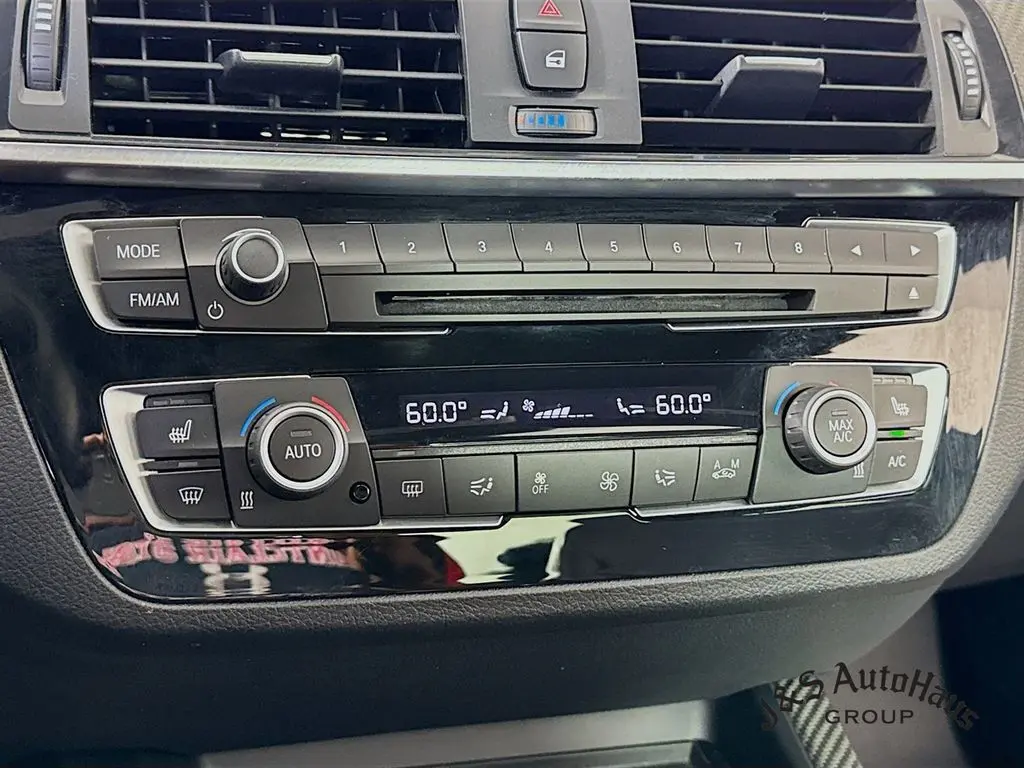 MODE
1 2 3 4 5 6 7 8
FM/AM
60.0° 60.0°
AUTO
MAX
A/C
A/C
OFF
A M
AutoHaus
GROUP